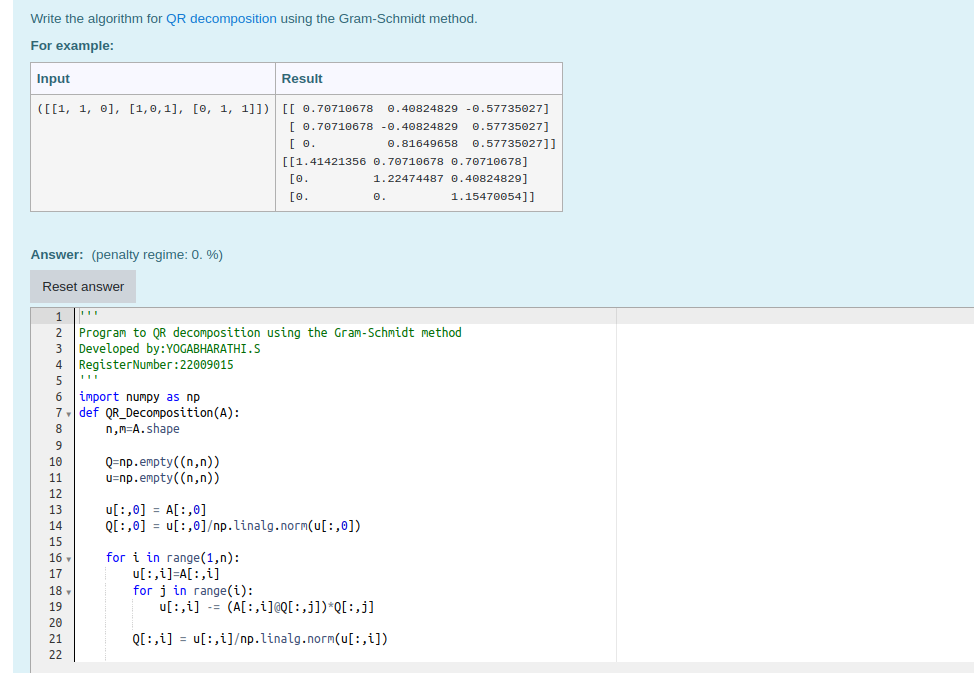 Write the algorithm for QR decomposition using the Gram-Schmidt method.
For example:
Input Result
([[1, 1, 0], [1,0,1], [0, 1, 1]]) [[ 0.70710678  0.40824829 -0.57735027]
[ 0.70710678 -0.40824829  0.57735027]
[ 0.          0.81649658  0.57735027]]
[[1.41421356 0.70710678 0.70710678]
[0.         1.22474487 0.40824829]
[0.         0.         1.15470054]]
Answer: (penalty regime: 0. %)
Reset answer
1 '''
2 Program to QR decomposition using the Gram-Schmidt method
3 Developed by:YOGABHARATHI.S
4 RegisterNumber:22009015
5 '''
6 import numpy as np
7 def QR_Decomposition(A):
8     n,m=A.shape
9
10     Q=np.empty((n,n))
11     u=np.empty((n,n))
12
13     u[:,0] = A[:,0]
14     Q[:,0] = u[:,0]/np.linalg.norm(u[:,0])
15
16     for i in range(1,n):
17         u[:,i]=A[:,i]
18         for j in range(i):
19             u[:,i] -= (A[:,i]@Q[:,j])*Q[:,j]
20
21         Q[:,i] = u[:,i]/np.linalg.norm(u[:,i])
22